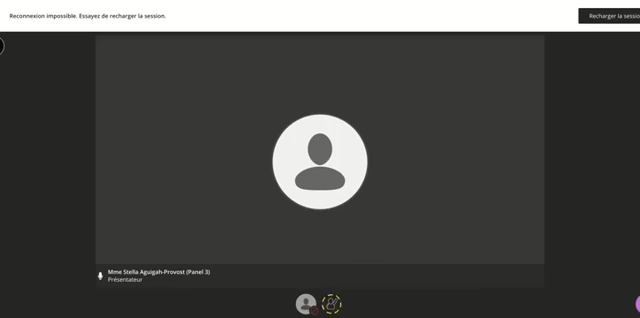 Reconnexion impossible. Essayez de recharger la session.
Recharger la sessio
Mme Stella Aguigah-Provost (Panel 3)
Présentateur